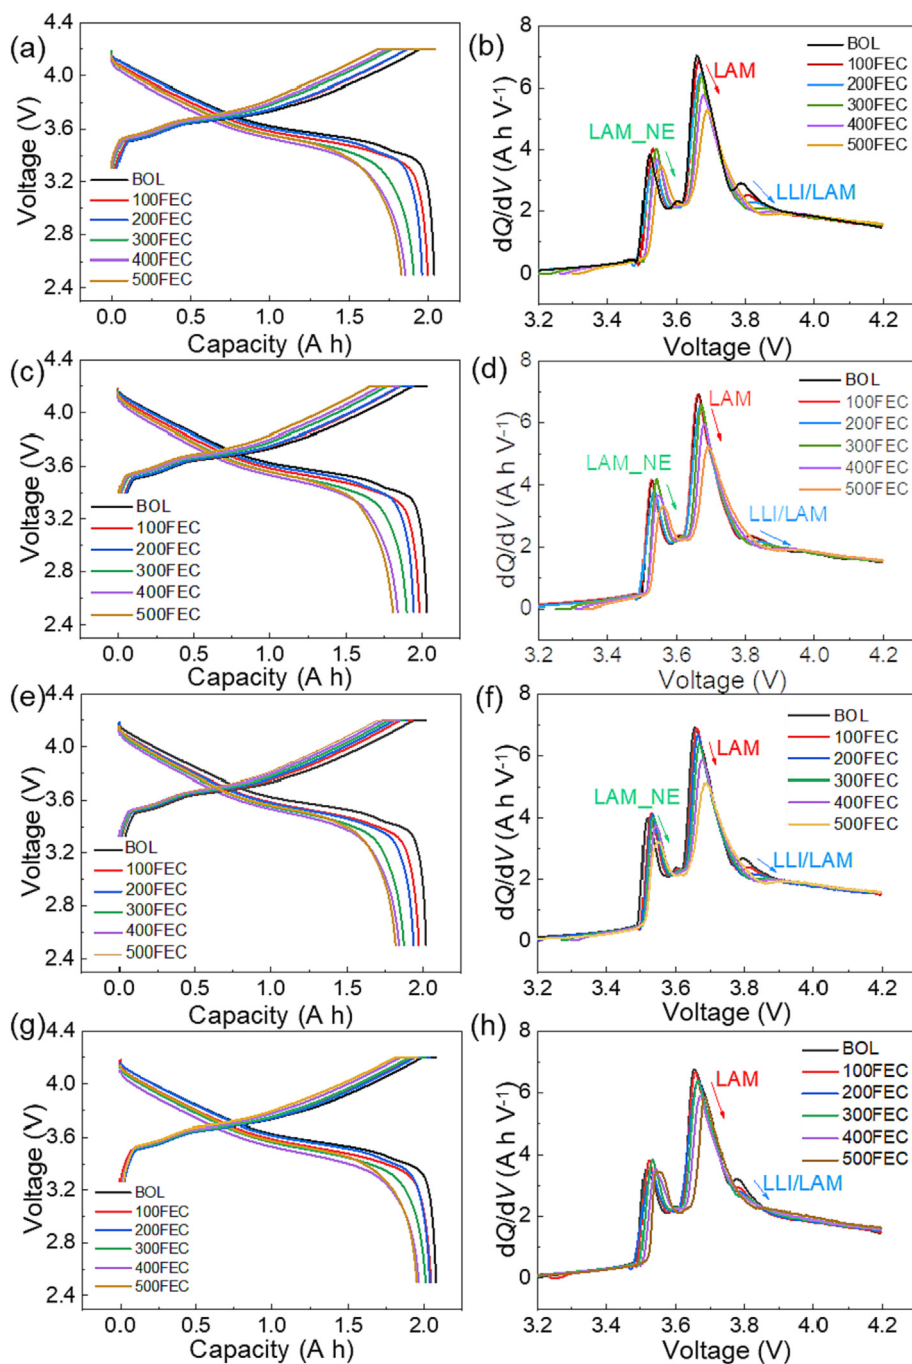 (a)
4.4
4.0
3.6
3.2
2.8
2.4
Voltage (V)
BOL
100FEC
200FEC
300FEC
400FEC
500FEC
0.0 0.5 1.0 1.5 2.0
Capacity (A h)
(b)
8
6
4
2
0
dQ/dV (A h V-1)
BOL
100FEC
200FEC
300FEC
400FEC
500FEC
LAM
LAM_NE
LLI/LAM
3.2 3.4 3.6 3.8 4.0 4.2
Voltage (V)
(c)
4.4
4.0
3.6
3.2
2.8
2.4
Voltage (V)
BOL
100FEC
200FEC
300FEC
400FEC
500FEC
0.0 0.5 1.0 1.5 2.0
Capacity (A h)
(d)
8
6
4
2
0
dQ/dV (A h V-1)
BOL
100FEC
200FEC
300FEC
400FEC
500FEC
LAM
LAM_NE
LLI/LAM
3.2 3.4 3.6 3.8 4.0 4.2
Voltage (V)
(e)
4.4
4.0
3.6
3.2
2.8
2.4
Voltage (V)
BOL
100FEC
200FEC
300FEC
400FEC
500FEC
0.0 0.5 1.0 1.5 2.0
Capacity (A h)
(f)
8
6
4
2
0
dQ/dV (A h V-1)
BOL
100FEC
200FEC
300FEC
400FEC
500FEC
LAM
LAM_NE
LLI/LAM
3.2 3.4 3.6 3.8 4.0 4.2
Voltage (V)
(g)
4.4
4.0
3.6
3.2
2.8
2.4
Voltage (V)
BOL
100FEC
200FEC
300FEC
400FEC
500FEC
0.0 0.5 1.0 1.5 2.0
Capacity (A h)
(h)
8
6
4
2
0
dQ/dV (A h V-1)
BOL
100FEC
200FEC
300FEC
400FEC
500FEC
LAM
LLI/LAM
3.2 3.4 3.6 3.8 4.0 4.2
Voltage (V)